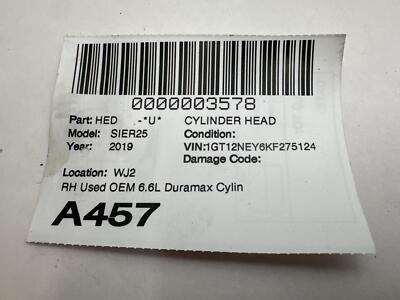 0000003578
Part: HED .-*U* CYLINDER HEAD
Model: SIER25 Condition:
Year: 2019 VIN:1GT12NEY6KF275124
Damage Code:
Location: WJ2
RH Used OEM 6.6L Duramax Cylin
A457